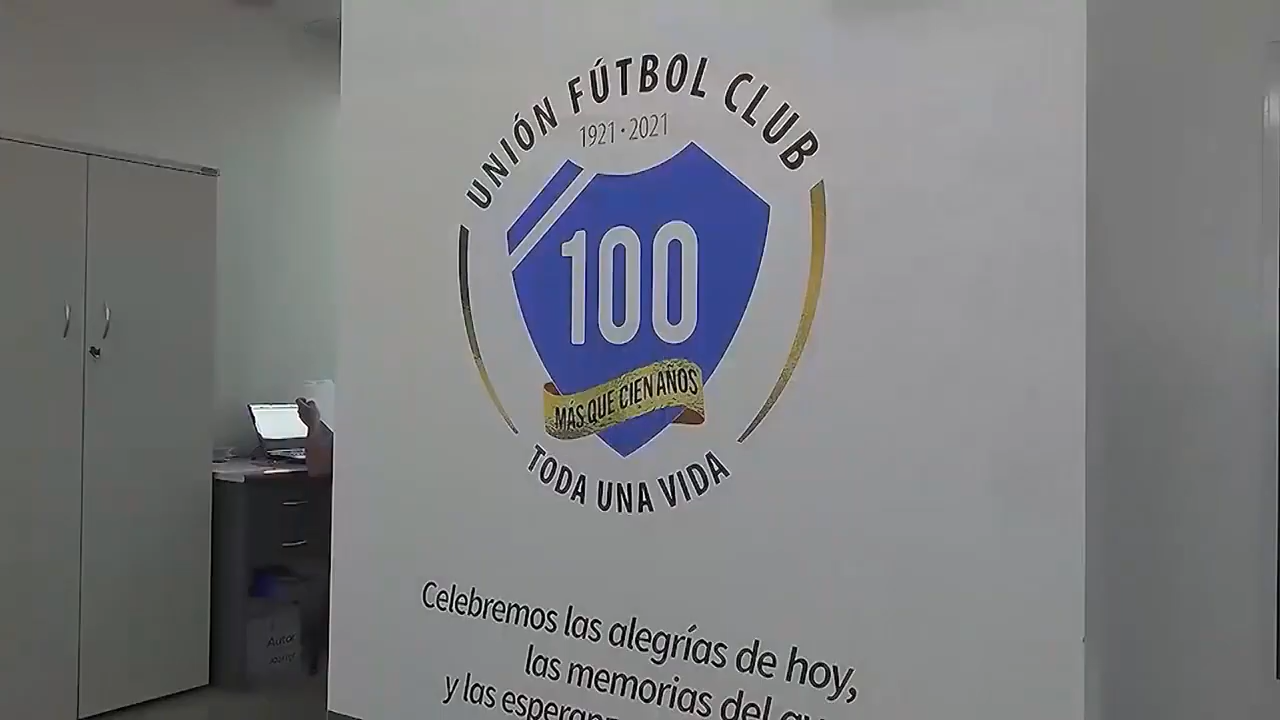 UNIÓN FÚTBOL CLUB
1921 · 2021
100
MÁS QUE CIEN AÑOS
TODA UNA VIDA
Celebremos las alegrías de hoy,
las memorias del
y las